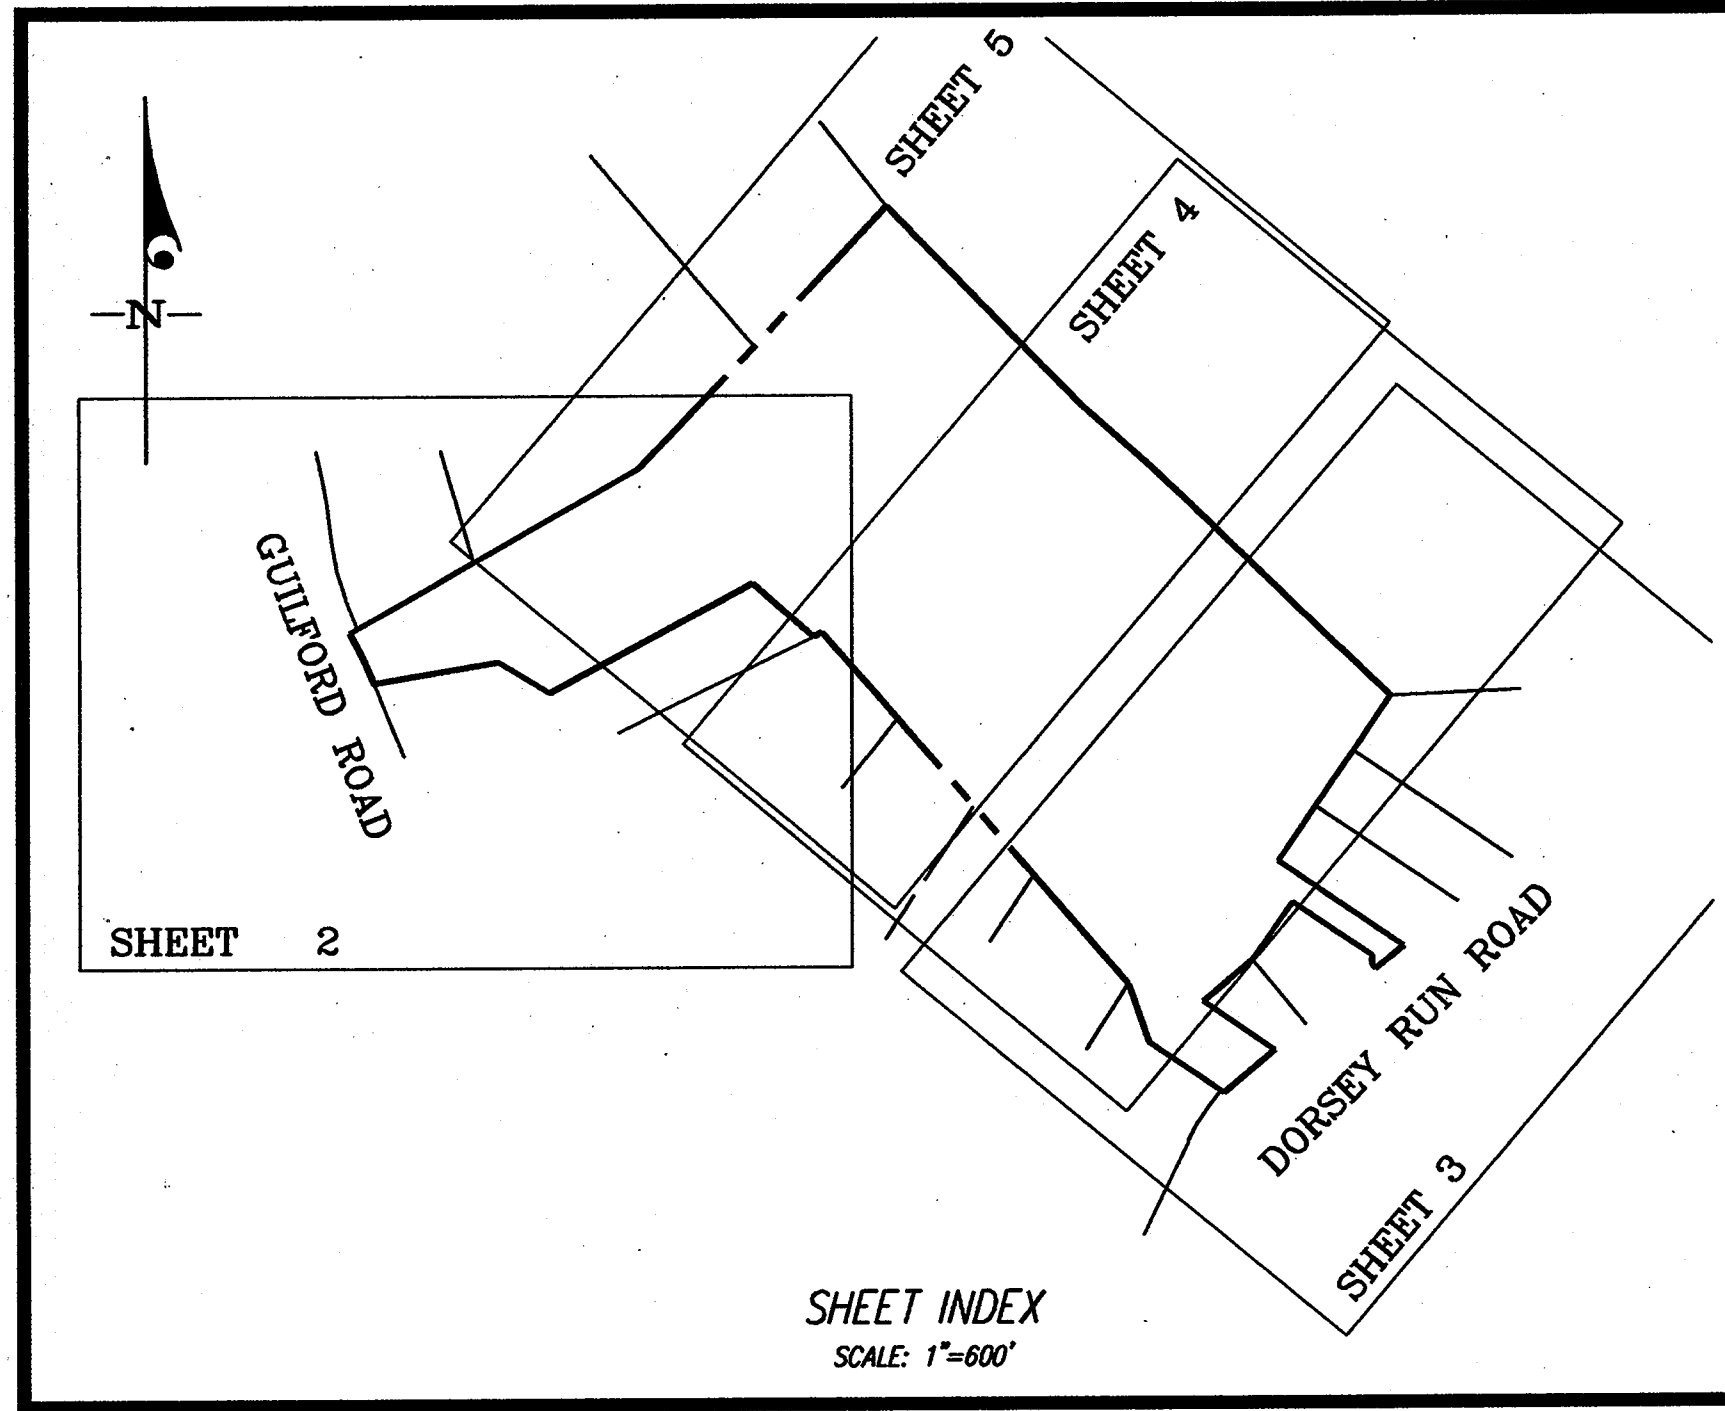 SHEET 5
SHEET 4
-N-
GUILFORD ROAD
SHEET 2
DORSEY RUN ROAD
SHEET 3
SHEET INDEX
SCALE: 1"=600'